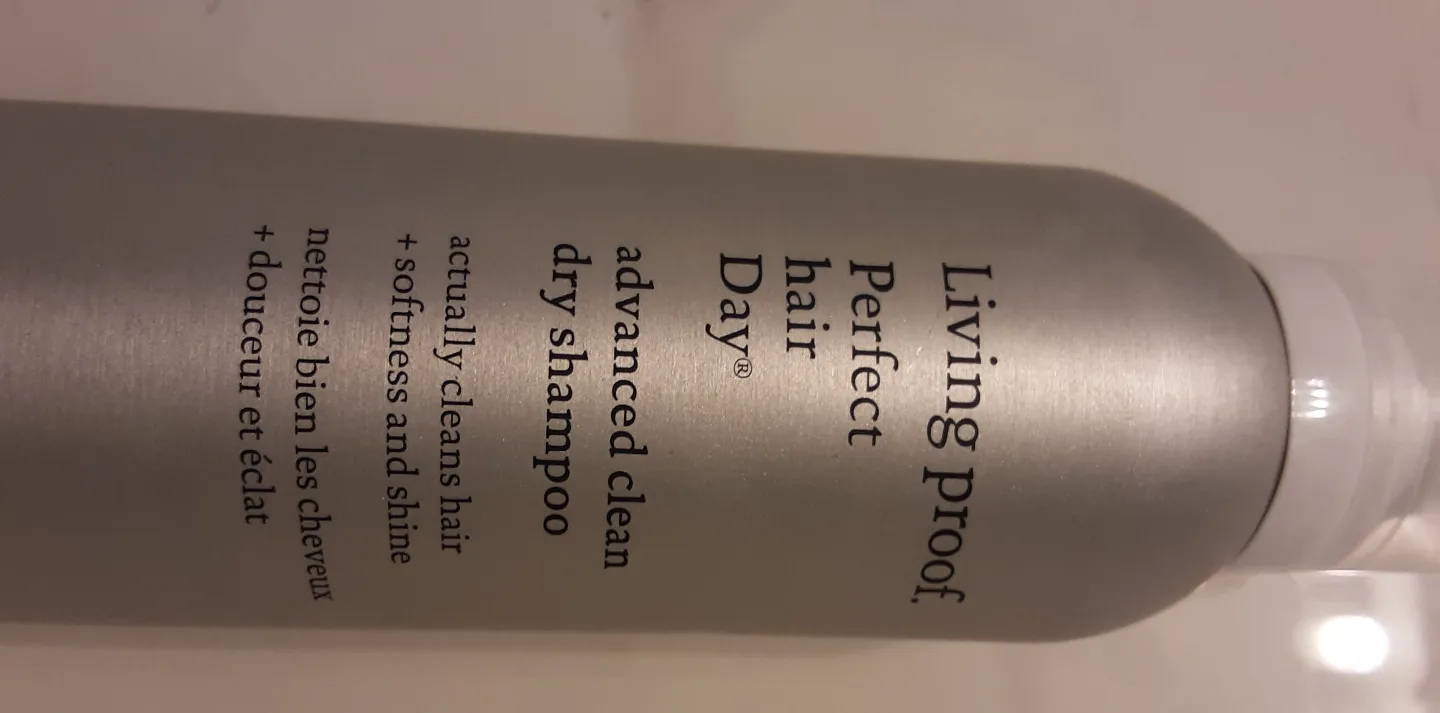 Living proof.
Perfect
hair
Day®
advanced clean
dry shampoo
actually cleans hair
+ softness and shine
nettoie bien les cheveux
+ douceur et éclat